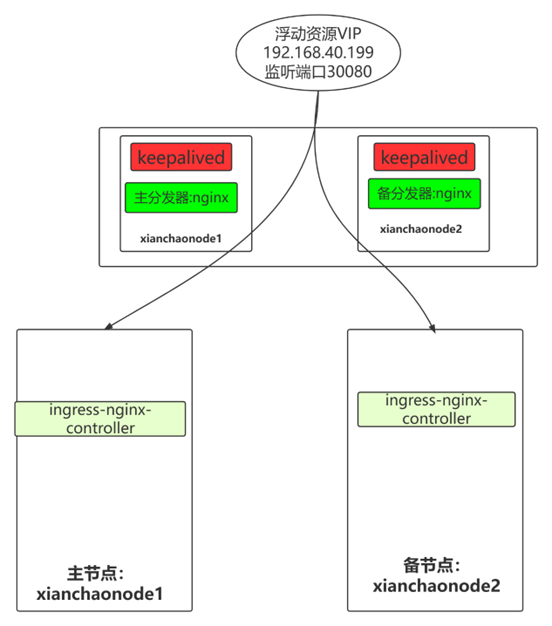 浮动资源VIP
192.168.40.199
监听端口30080
keepalived
主分发器:nginx
xianchaonode1
keepalived
备分发器:nginx
xianchaonode2
ingress-nginx-
controller
主节点：
xianchaonode1
ingress-nginx-
controller
备节点：
xianchaonode2